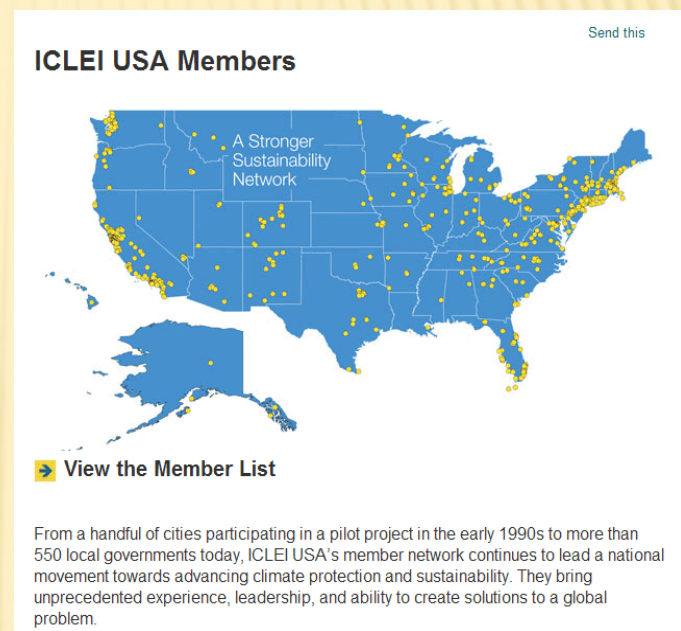 Send this
ICLEI USA Members
A Stronger
Sustainability
Network
View the Member List
From a handful of cities participating in a pilot project in the early 1990s to more than
550 local governments today, ICLEI USA's member network continues to lead a national
movement towards advancing climate protection and sustainability. They bring
unprecedented experience, leadership, and ability to create solutions to a global
problem.